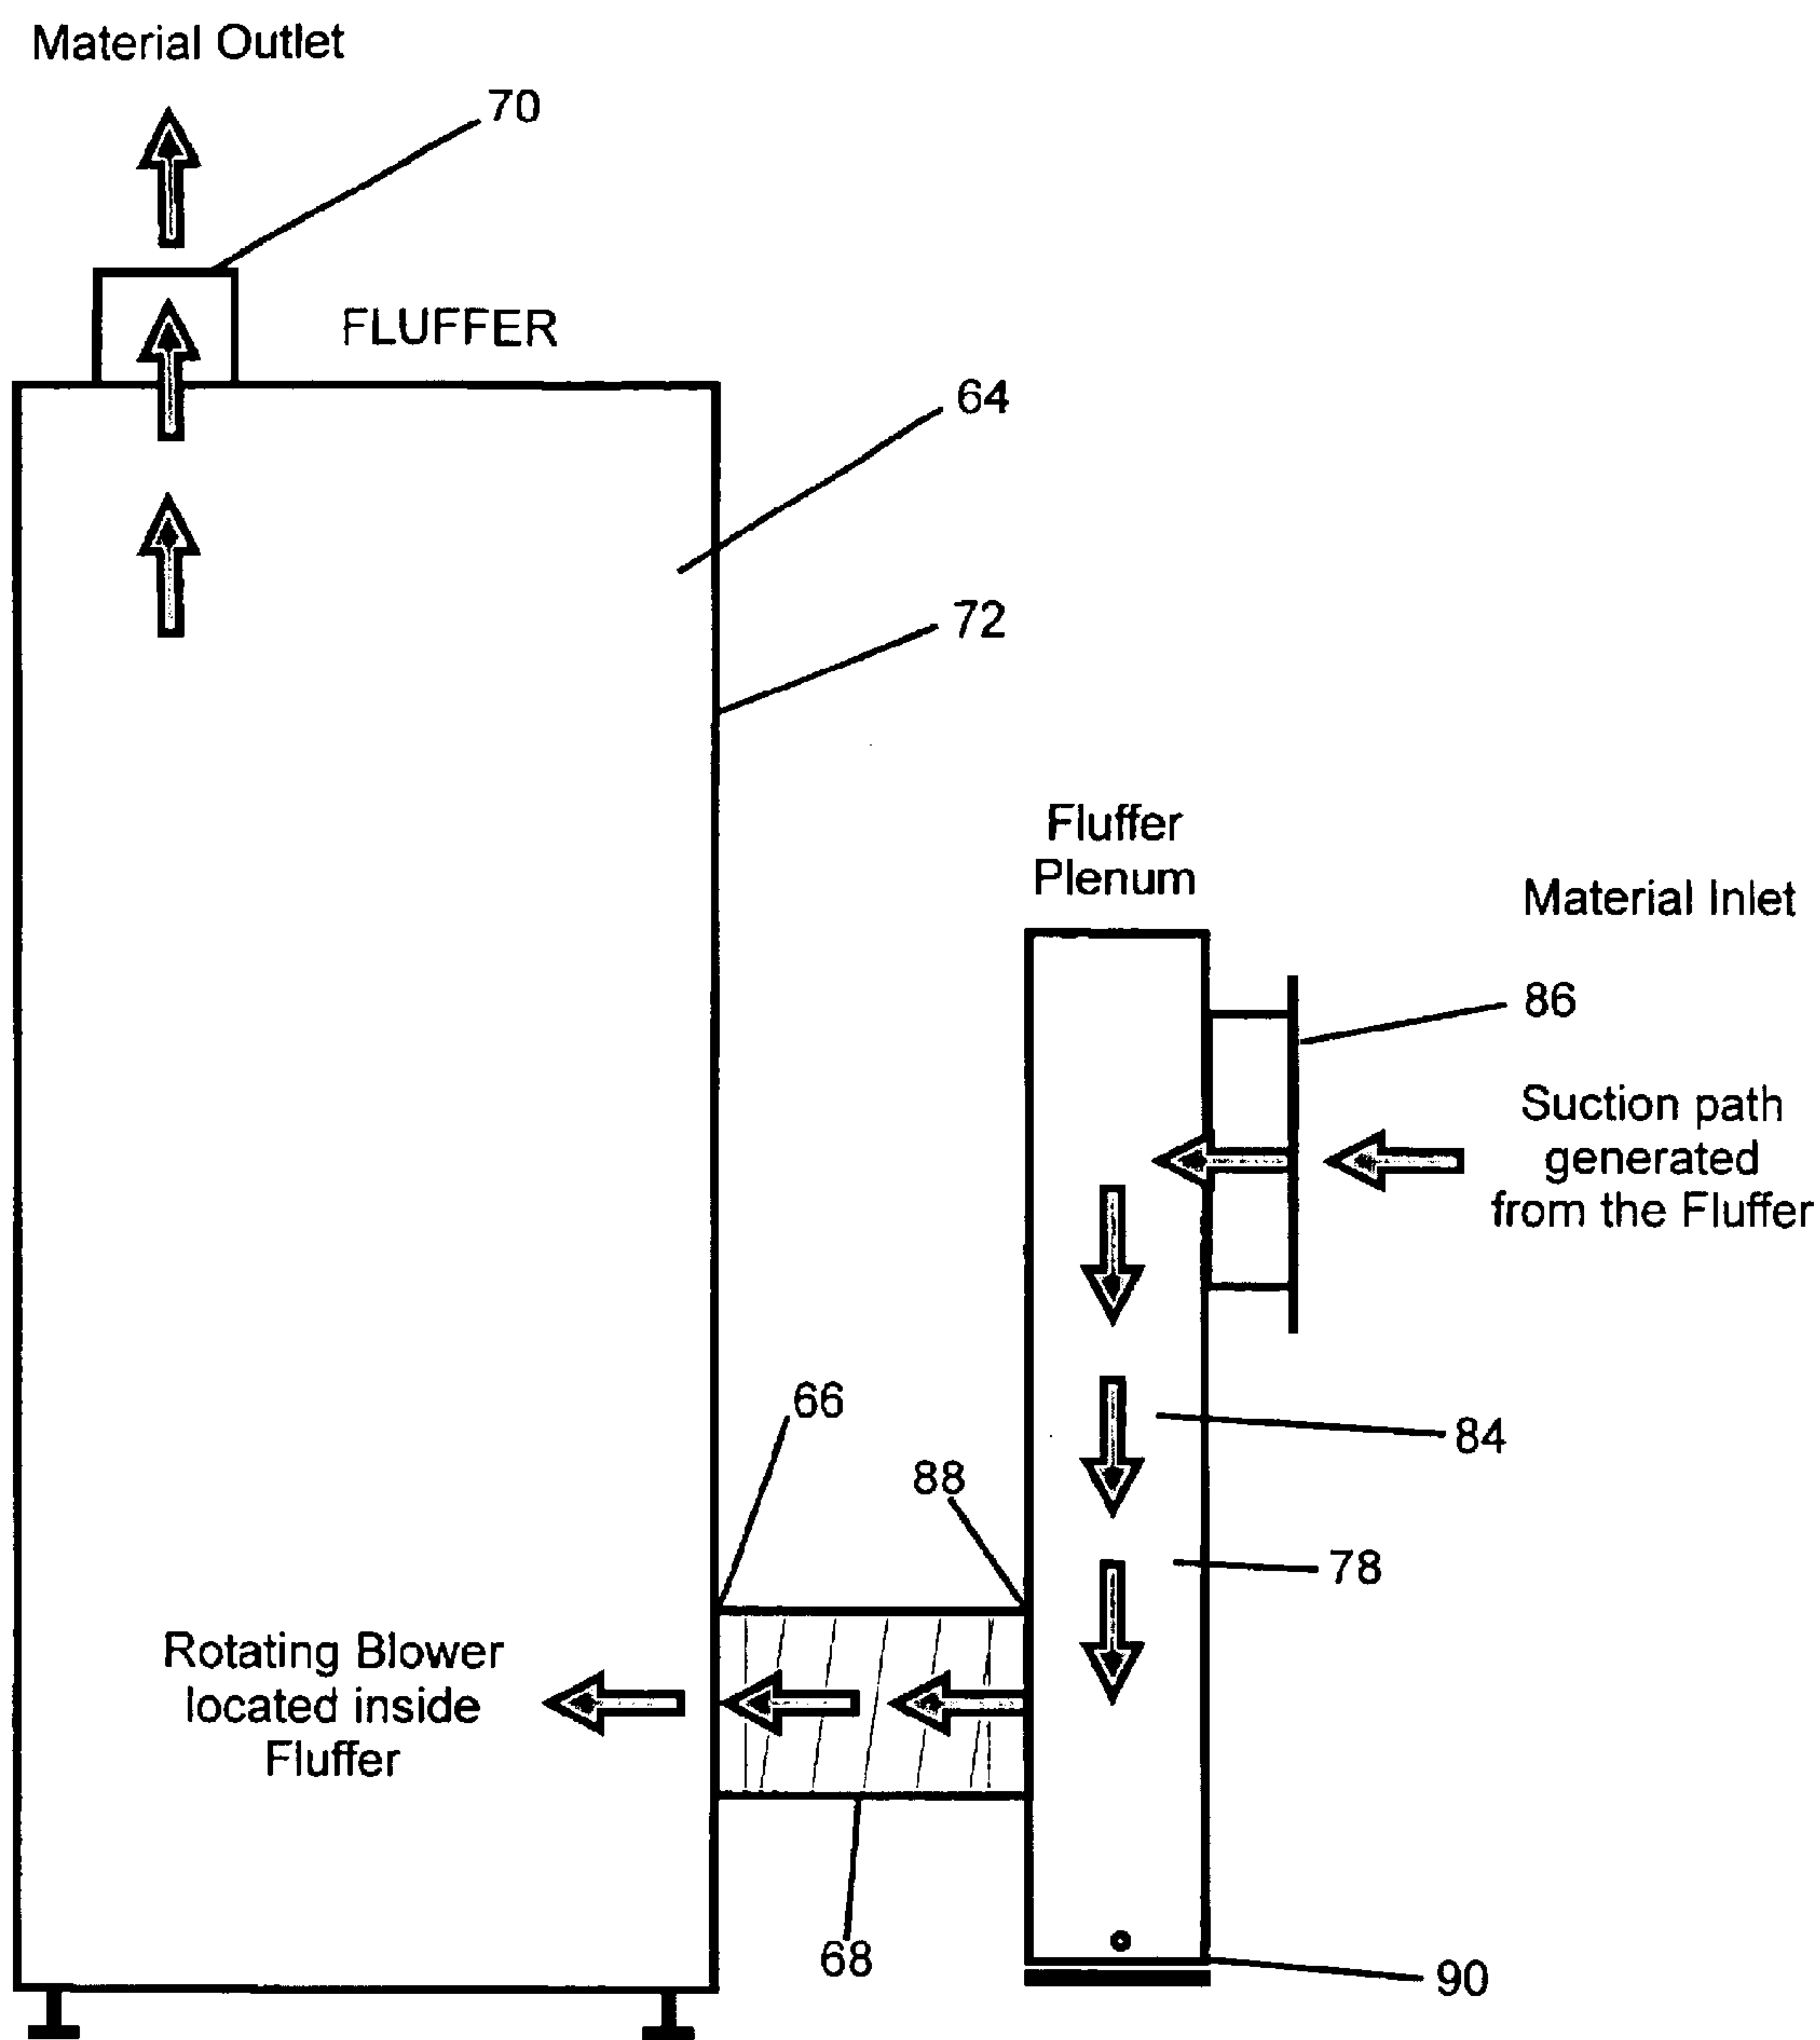 Material Outlet
70
FLUFFER
64
72
Fluffer
Plenum
Material Inlet
86
Suction path
generated
from the Fluffer
66
88
84
78
Rotating Blower
located inside
Fluffer
68
90